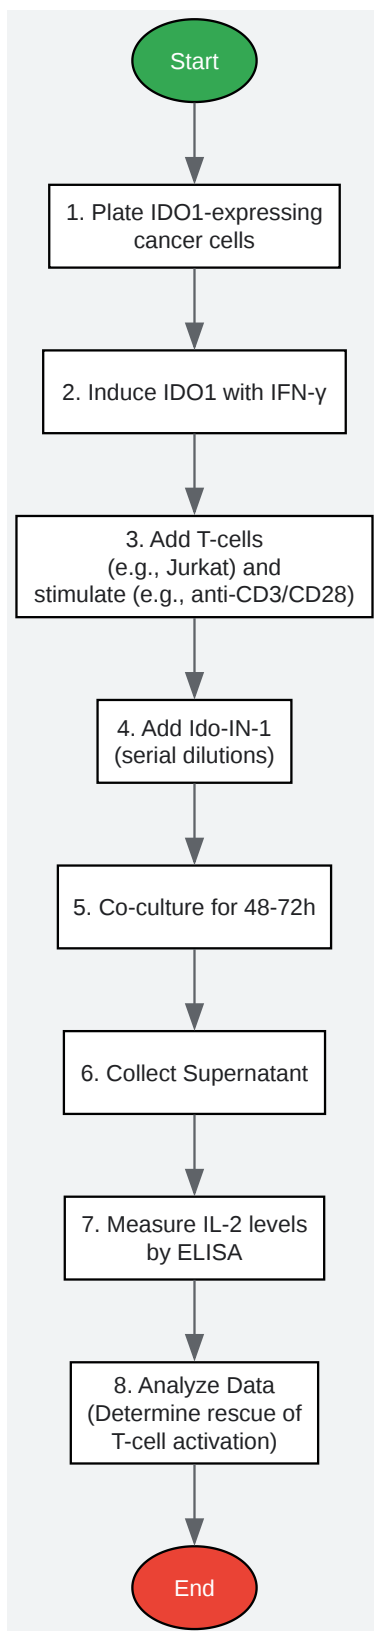 Start
1. Plate IDO1-expressing
cancer cells
2. Induce IDO1 with IFN-γ
3. Add T-cells
(e.g., Jurkat) and
stimulate (e.g., anti-CD3/CD28)
4. Add Ido-IN-1
(serial dilutions)
5. Co-culture for 48-72h
6. Collect Supernatant
7. Measure IL-2 levels
by ELISA
8. Analyze Data
(Determine rescue of
T-cell activation)
End